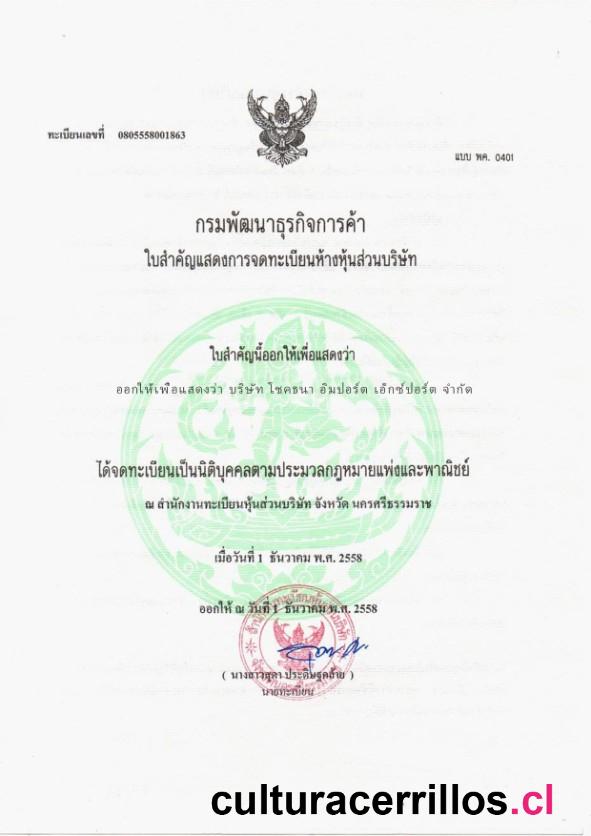 ทะเบียนเลขที่ 0805558001863
แบบ พค. 0401
กรมพัฒนาธุรกิจการค้า
ใบสำคัญแสดงการจดทะเบียนห้างหุ้นส่วนบริษัท
ใบสำคัญนี้ออกให้เพื่อแสดงว่า
ออกให้เพื่อแสดงว่า บริษัท โชคธนา อิมปอร์ต เอ็กซ์ปอร์ต จำกัด
ได้จดทะเบียนเป็นนิติบุคคลตามประมวลกฎหมายแพ่งและพาณิชย์
ณ สำนักงานทะเบียนหุ้นส่วนบริษัท จังหวัด นครศรีธรรมราช
เมื่อวันที่ 1 ธันวาคม พ.ศ. 2558
ออกให้ ณ วันที่ 1 ธันวาคม พ.ศ. 2558
( นางสาวสุดา ประดิษฐคล้าย )
นายทะเบียน
culturacerrillos.cl